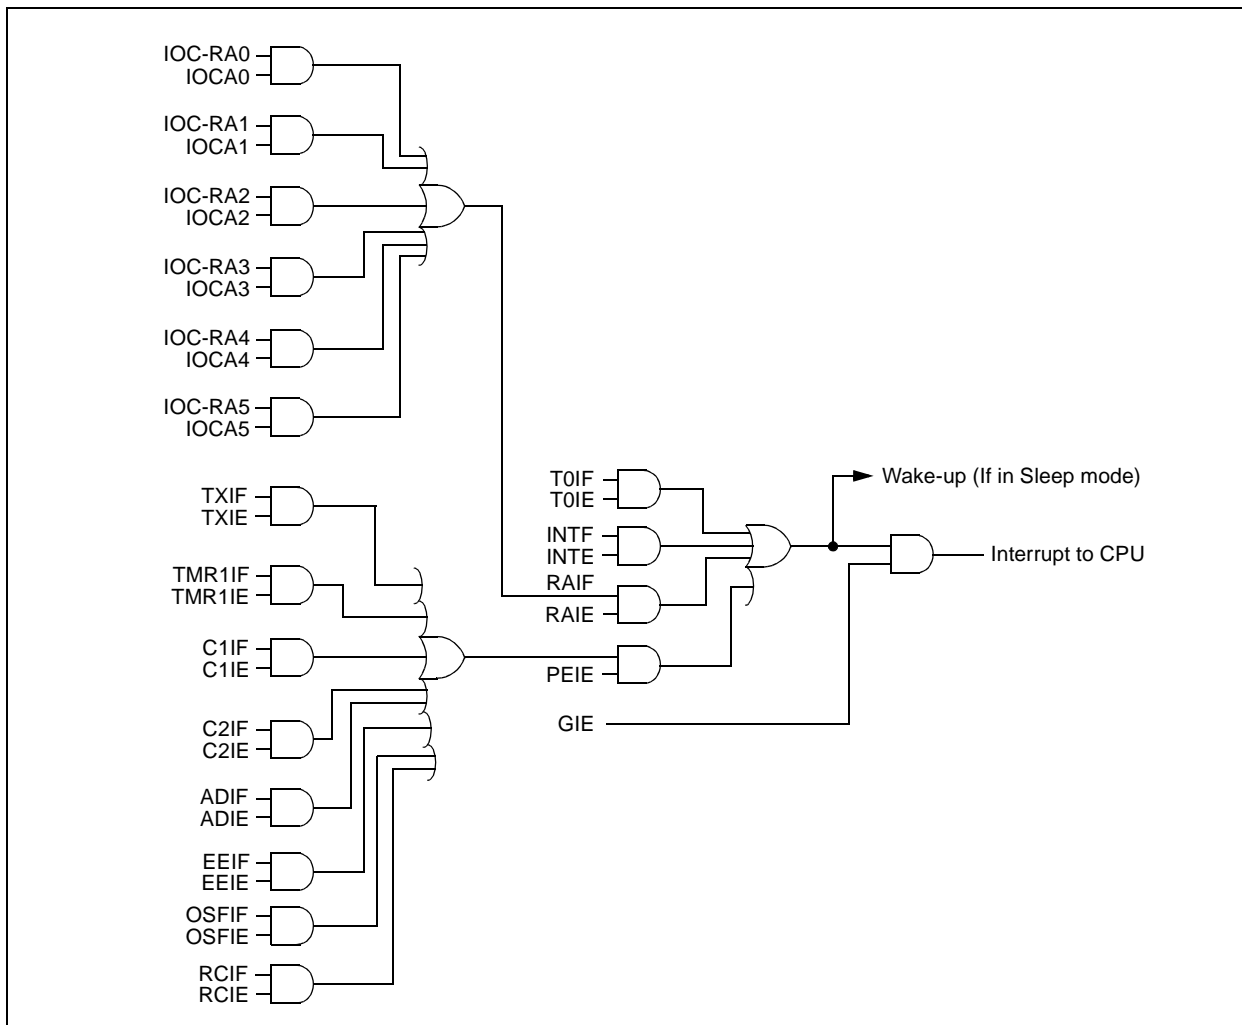 IOC-RA0
IOCA0
IOC-RA1
IOCA1
IOC-RA2
IOCA2
IOC-RA3
IOCA3
IOC-RA4
IOCA4
IOC-RA5
IOCA5
TXIF
TXIE
TMR1IF
TMR1IE
C1IF
C1IE
C2IF
C2IE
ADIF
ADIE
EEIF
EEIE
OSFIF
OSFIE
RCIF
RCIE
T0IF
T0IE
INTF
INTE
RAIF
RAIE
PEIE
GIE
Wake-up (If in Sleep mode)
Interrupt to CPU